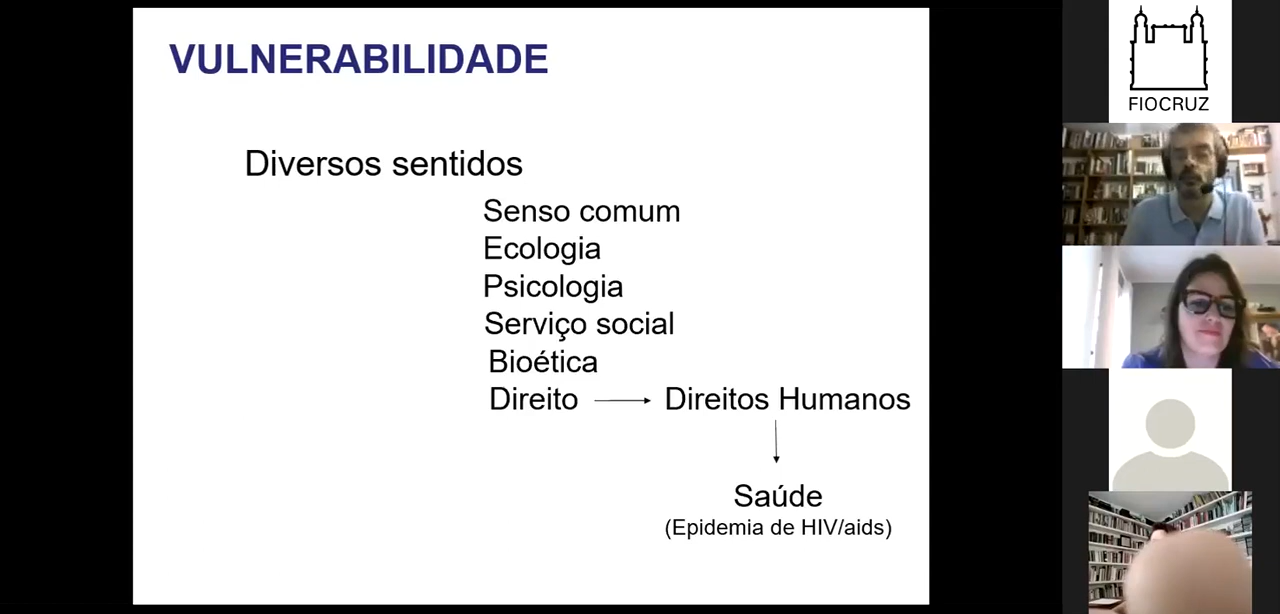 VULNERABILIDADE
Diversos sentidos
Senso comum
Ecologia
Psicologia
Serviço social
Bioética
Direito
Direitos Humanos
Saúde
(Epidemia de HIV/aids)
FIOCRUZ